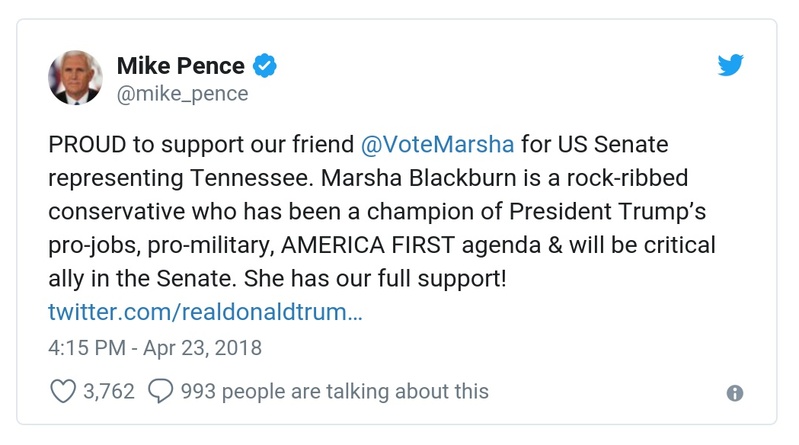 Mike Pence
@mike_pence
PROUD to support our friend @VoteMarsha for US Senate
representing Tennessee. Marsha Blackburn is a rock-ribbed
conservative who has been a champion of President Trump’s
pro-jobs, pro-military, AMERICA FIRST agenda & will be critical
ally in the Senate. She has our full support!
twitter.com/realdonaldtrum…
4:15 PM - Apr 23, 2018
3,762 993 people are talking about this